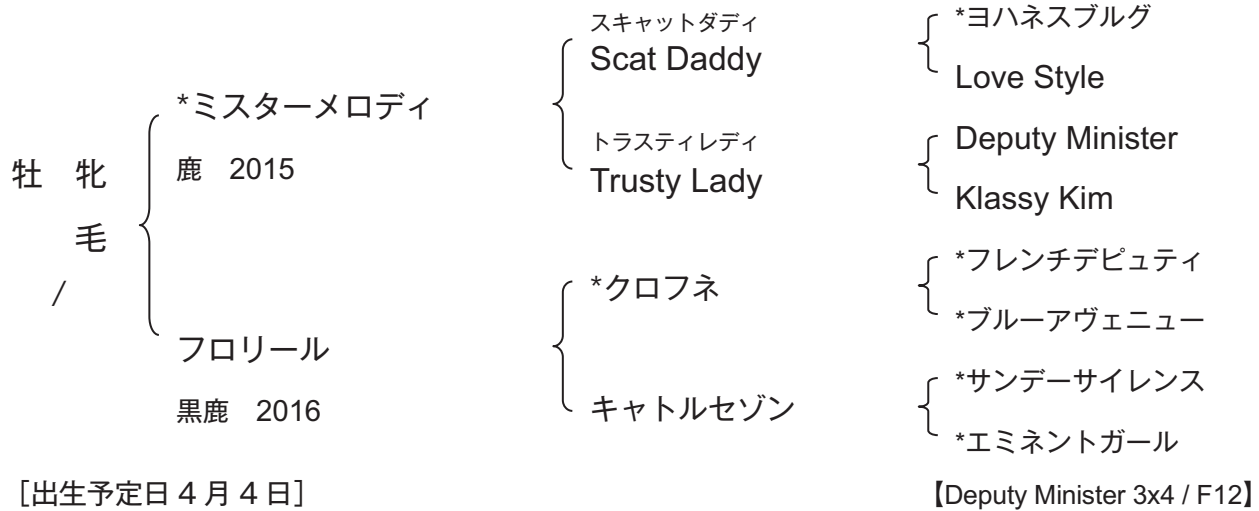 牡 牝
毛
/
*ミスターメロディ
鹿 2015
フロリール
黒鹿 2016
スキャットダディ
Scat Daddy
トラスティレディ
Trusty Lady
*クロフネ
キャトルセゾン
*ヨハネスブルグ
Love Style
Deputy Minister
Klassy Kim
*フレンチデピュティ
*ブルーアヴェニュー
*サンデーサイレンス
*エミネントガール
［出生予定日 4 月 4 日］
【Deputy Minister 3x4 / F12】